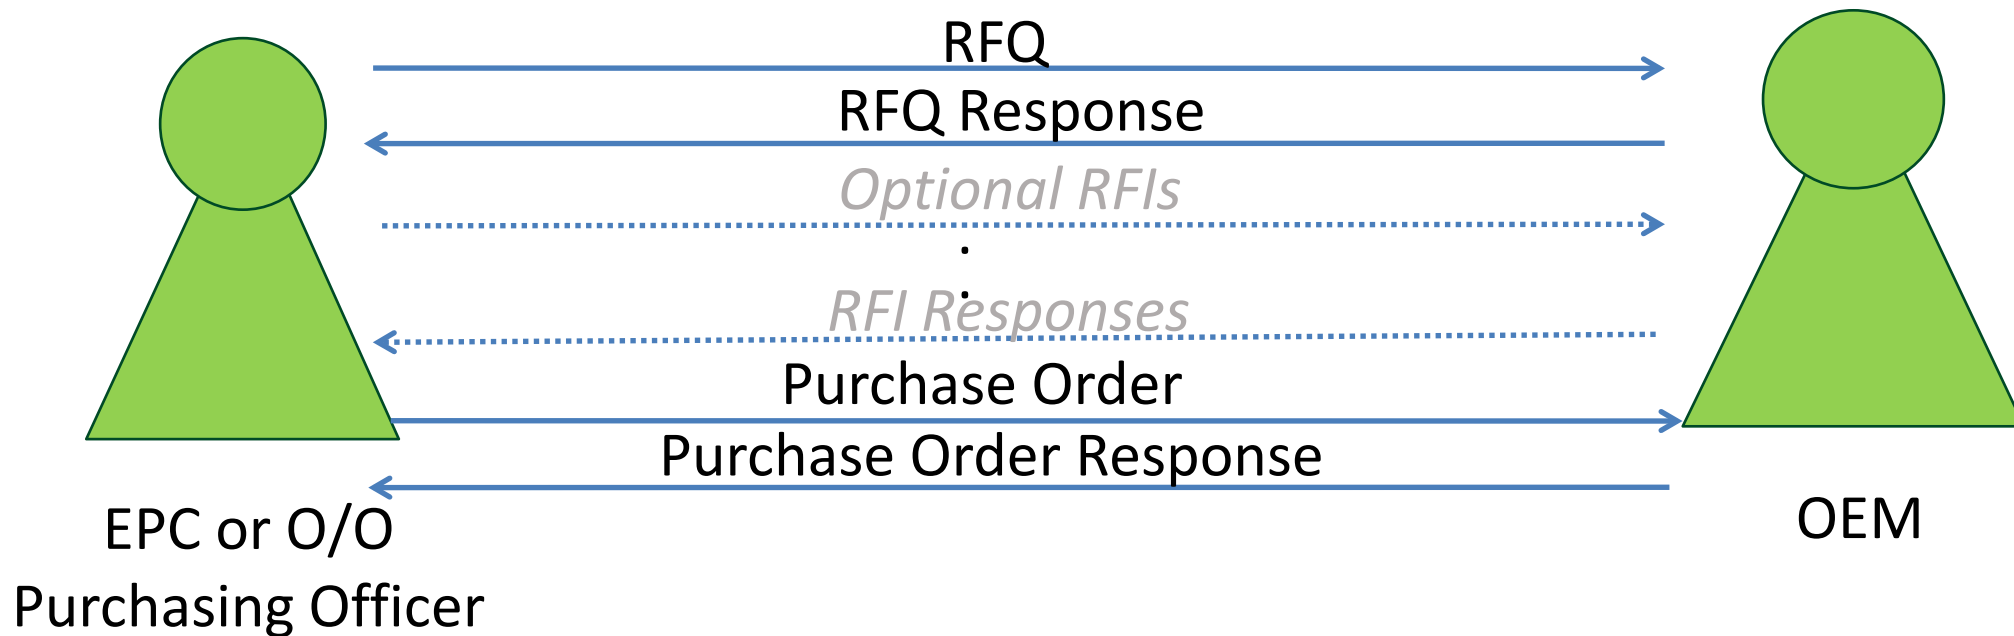 RFQ
RFQ Response
Optional RFIs
.
.
RFI Responses
Purchase Order
Purchase Order Response
EPC or O/O
Purchasing Officer
OEM